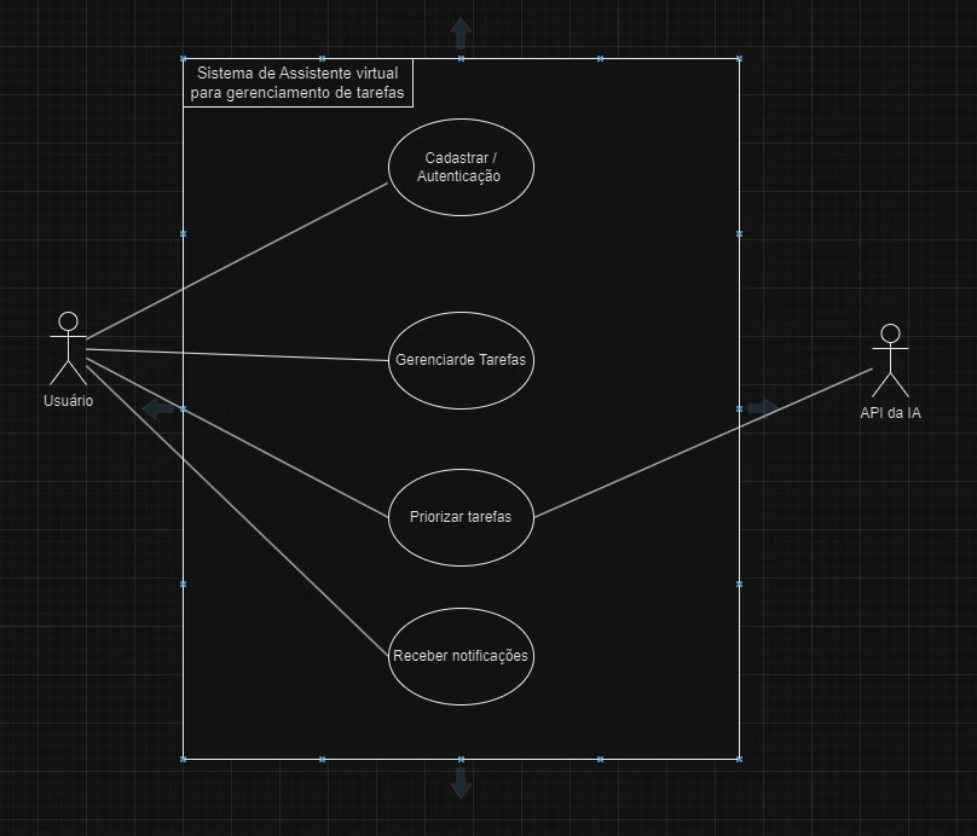 Sistema de Assistente virtual
para gerenciamento de tarefas
Cadastrar /
Autenticação
Gerenciarde Tarefas
Usuário
API da IA
Priorizar tarefas
Receber notificações